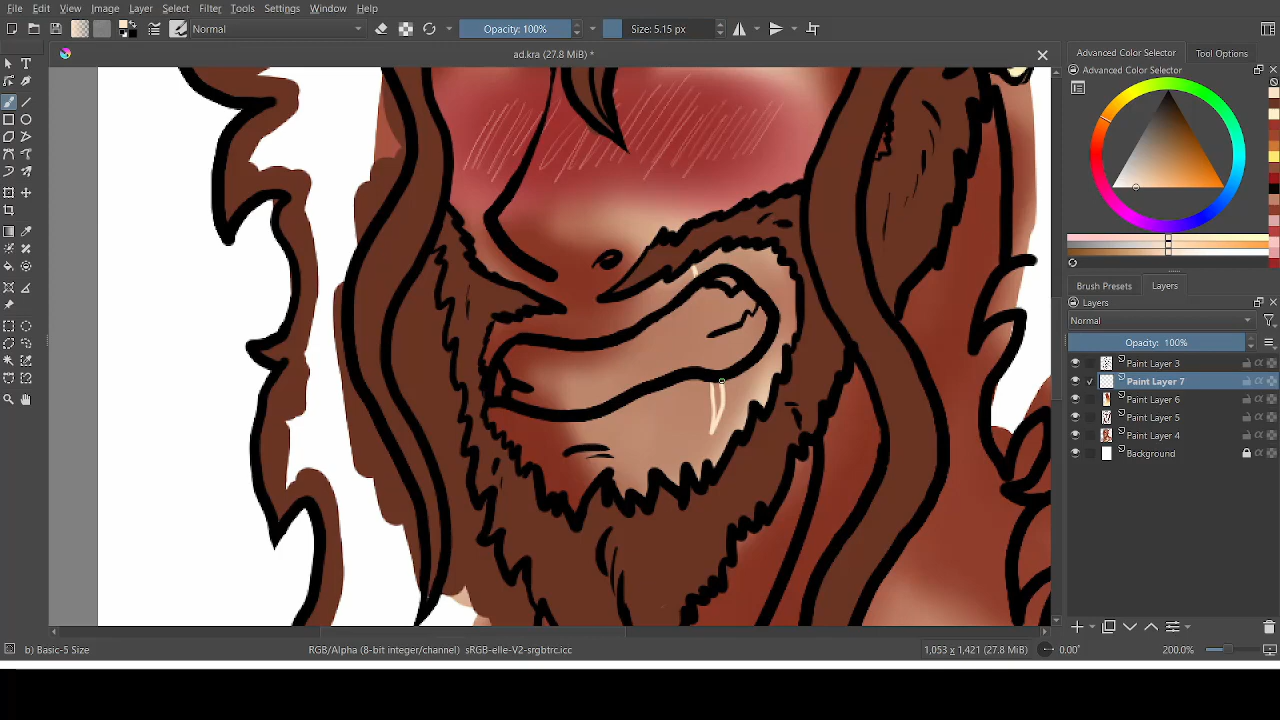 File Edit View Image Layer Select Filter Tools Settings Window Help
Normal Opacity: 100% Size: 5.15 px
ad.kra (27.8 MiB) *
Advanced Color Selector Tool Options
Advanced Color Selector
Brush Presets Layers
Layers
Normal
Opacity: 100%
Paint Layer 3
Paint Layer 7
Paint Layer 6
Paint Layer 5
Paint Layer 4
Background
b) Basic-5 Size RGB/Alpha (8-bit integer/channel) sRGB-elle-V2-srgbtrc.icc 1,053 x 1,421 (27.8 MiB) 0.00° 200.0%